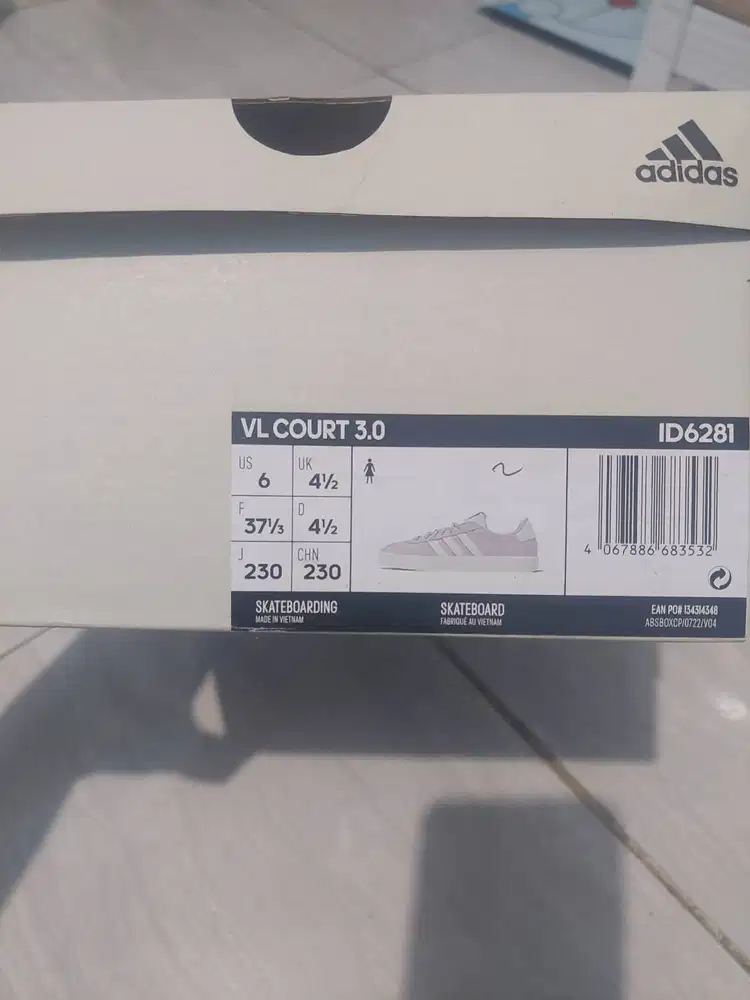 adidas
VL COURT 3.0
ID6281
US 6
UK 4½
F 37⅓
D 4½
J 230
CHN 230
4 067886 683532
SKATEBOARDING
MADE IN VIETNAM
SKATEBOARD
FABRIQUÉ AU VIETNAM
EAN PO# 134314348
ABSBOXCP/0722/V04